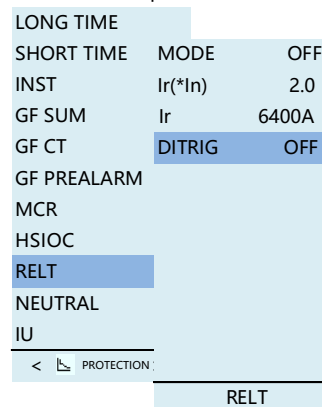 LONG TIME
SHORT TIME
INST
GF SUM
GF CT
GF PREALARM
MCR
HSIOC
RELT
NEUTRAL
IU
< PROTECTION
MODE OFF
Ir(*In) 2.0
Ir 6400A
DITRIG OFF
RELT